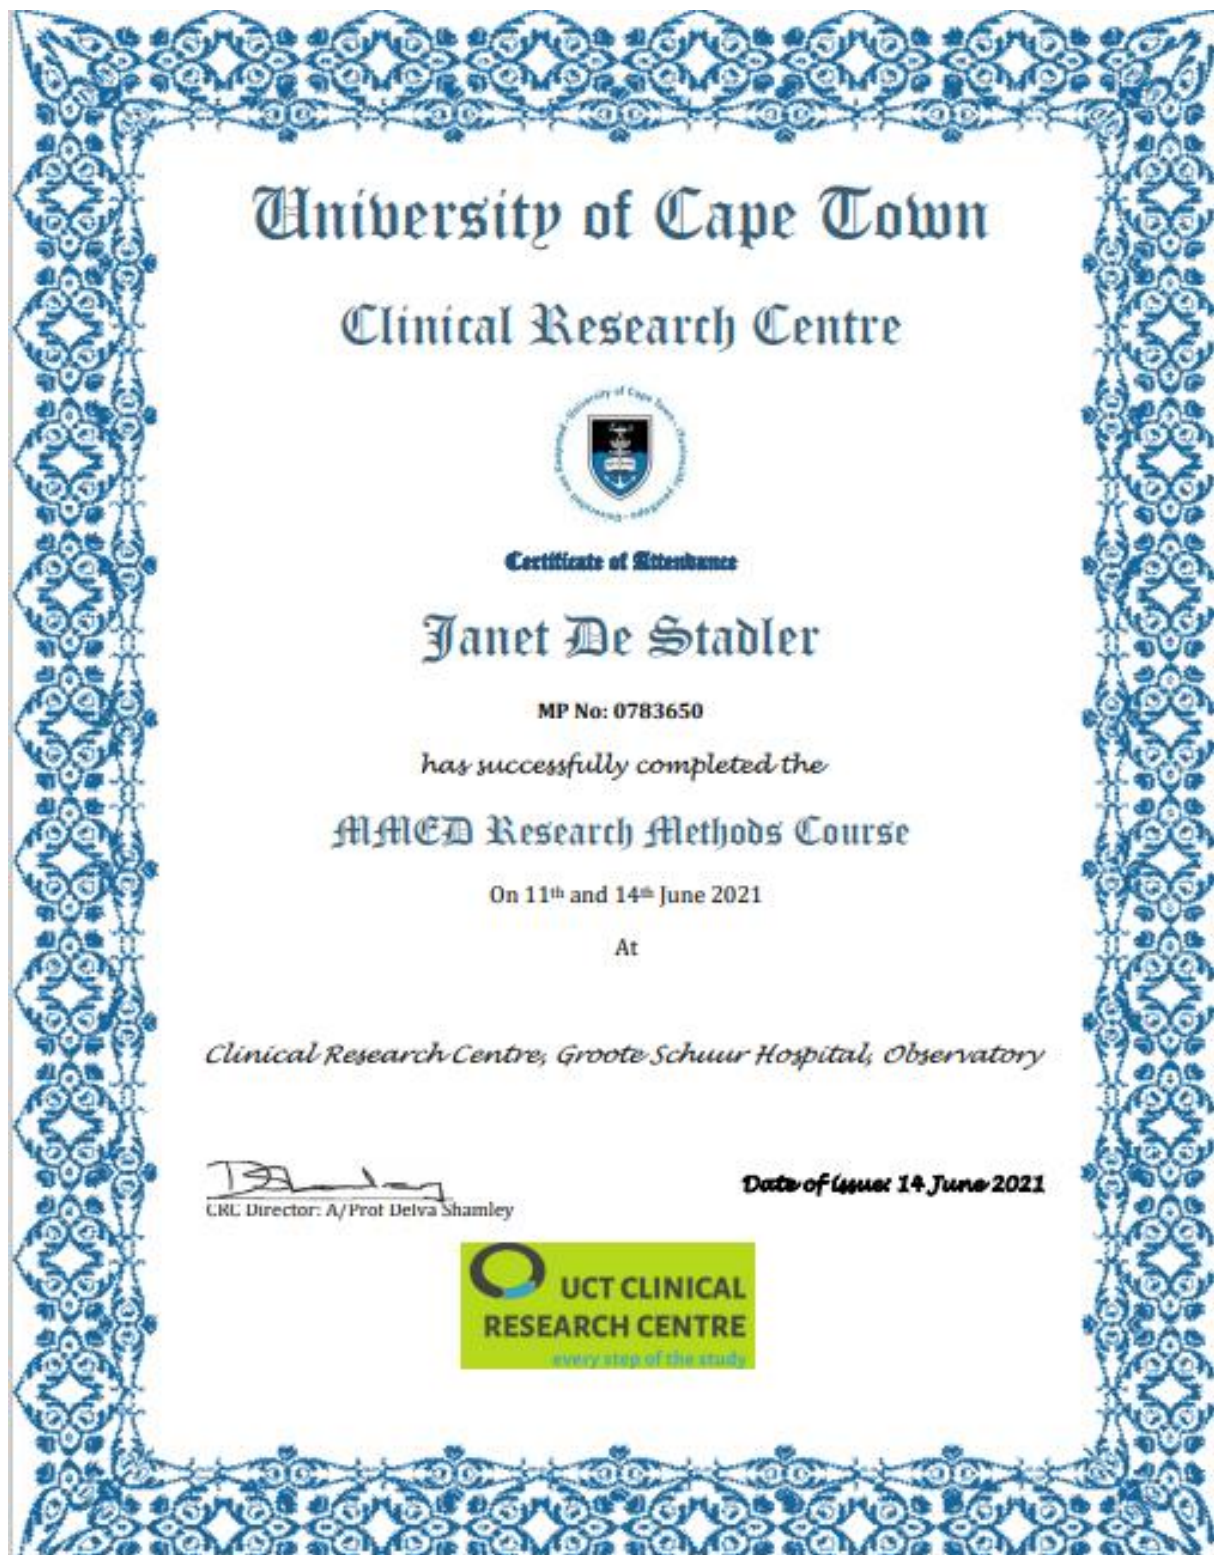 University of Cape Town
Clinical Research Centre
Certificate of Attendance
Janet De Stadler
MP No: 0783650
has successfully completed the
MMED Research Methods Course
On 11th and 14th June 2021
At
Clinical Research Centre, Groote Schuur Hospital, Observatory
Date of issue: 14 June 2021
CRC Director: A/Prof Delva Shamley
UCT CLINICAL
RESEARCH CENTRE
every step of the study